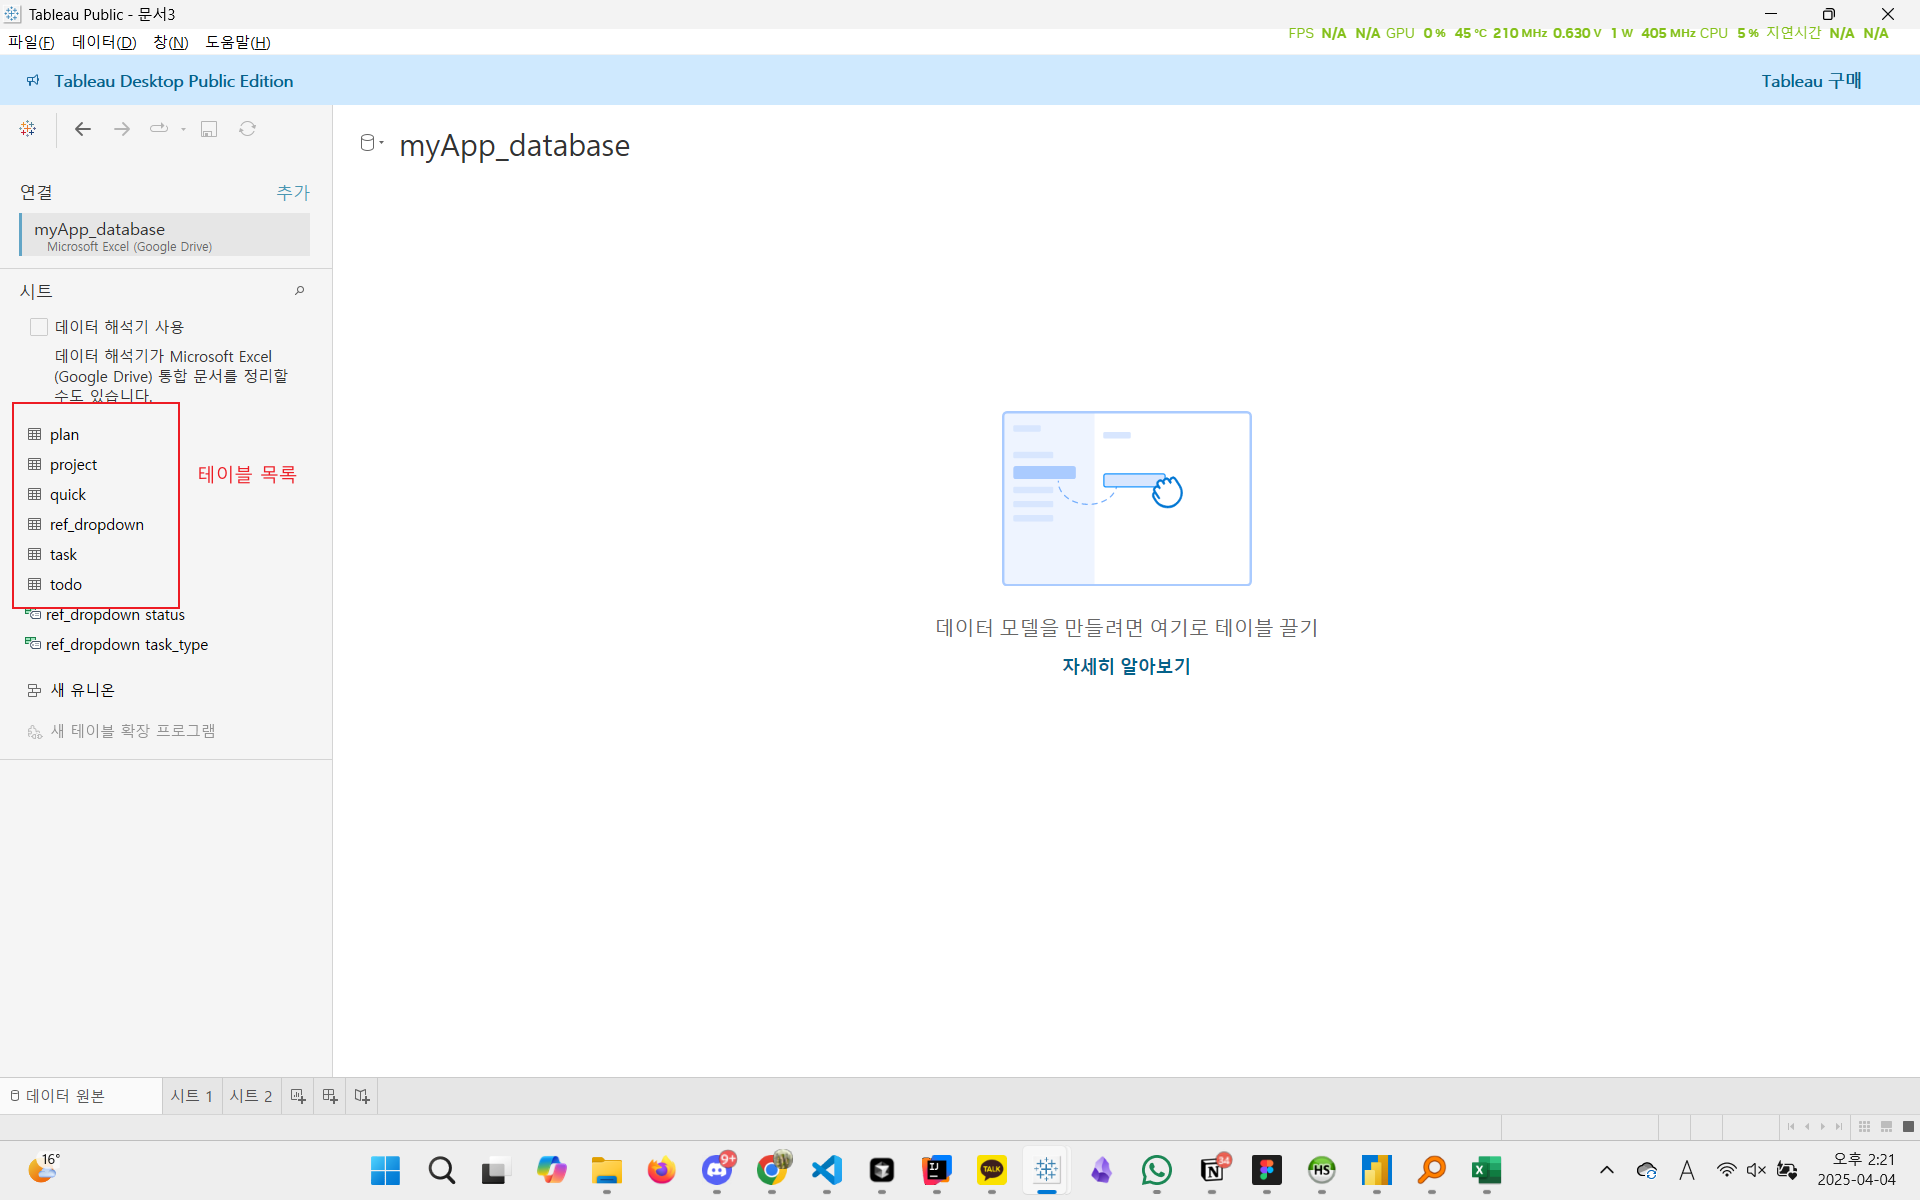 Tableau Public - 문서3
파일(F) 데이터(D) 창(N) 도움말(H)
FPS N/A N/A GPU 0 % 45 °C 210 MHz 0.630 V 1 W 405 MHz CPU 5 % 지연시간 N/A N/A
Tableau Desktop Public Edition
Tableau 구매
myApp_database
연결 추가
myApp_database
Microsoft Excel (Google Drive)
시트
데이터 해석기 사용
데이터 해석기가 Microsoft Excel
(Google Drive) 통합 문서를 정리할
수도 있습니다.
plan
project
테이블 목록
quick
ref_dropdown
task
todo
ref_dropdown status
ref_dropdown task_type
새 유니온
새 테이블 확장 프로그램
데이터 모델을 만들려면 여기로 테이블 끌기
자세히 알아보기
데이터 원본 시트 1 시트 2
16°
9+
IJ
TALK
34
HS
A
오후 2:21
2025-04-04